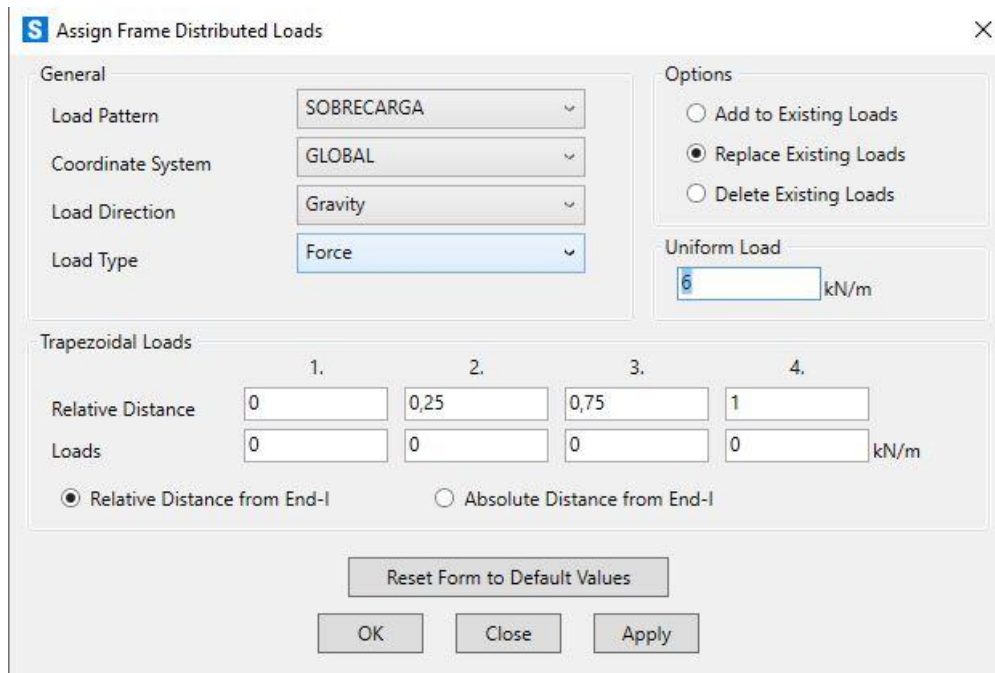 S Assign Frame Distributed Loads
General
Load Pattern SOBRECARGA
Coordinate System GLOBAL
Load Direction Gravity
Load Type Force
Options
Add to Existing Loads
Replace Existing Loads
Delete Existing Loads
Uniform Load
6 kN/m
Trapezoidal Loads
1. 2. 3. 4.
Relative Distance 0 0,25 0,75 1
Loads 0 0 0 0 kN/m
Relative Distance from End-I Absolute Distance from End-I
Reset Form to Default Values
OK Close Apply